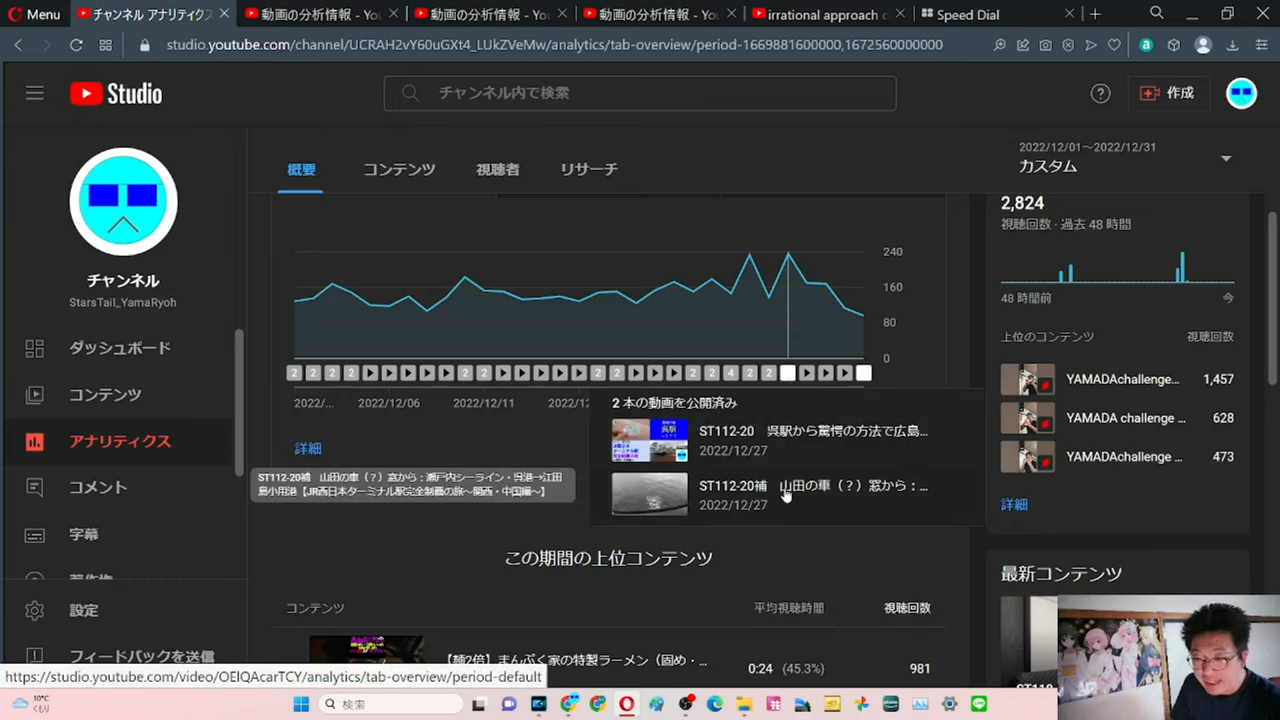 Menu
チャンネル アナリティクス
動画の分析情報 - You
動画の分析情報 - You
動画の分析情報 - You
irrational approach c
Speed Dial
studio.youtube.com/channel/UCRAH2vY60uGXt4_LUkZVeMw/analytics/tab-overview/period-1669881600000,1672560000000
Studio
チャンネル内で検索
作成
チャンネル
StarsTail_YamaRyoh
ダッシュボード
コンテンツ
アナリティクス
コメント
字幕
著作権
設定
フィードバックを送信
概要
コンテンツ
視聴者
リサーチ
2022/12/01～2022/12/31
カスタム
240
160
80
0
2 2 2 2 2 2 2 2 2 2 4 2 2
2022/...
2022/12/06
2022/12/11
2022/12
詳細
ST112-20補 山田の車（？）窓から：瀬戸内シーライン・呉港→江田
島小用港【JR西日本ターミナル駅完全制覇の旅～関西・中国編～】
2 本の動画を公開済み
ST112-20 呉駅から驚愕の方法で広島...
2022/12/27
ST112-20補 山田の車（？）窓から：...
2022/12/27
この期間の上位コンテンツ
コンテンツ
平均視聴時間
視聴回数
【麺2倍】まんぷく家の特製ラーメン（固め・...
0:24 (45.3%)
981
2,824
視聴回数・過去 48 時間
48 時間前
今
上位のコンテンツ
視聴回数
YAMADAchallenge...
1,457
YAMADA challenge ...
628
YAMADAchallenge ...
473
詳細
最新コンテンツ
https://studio.youtube.com/video/OEIQAcarTCY/analytics/tab-overview/period-default
10°C
くもり
検索